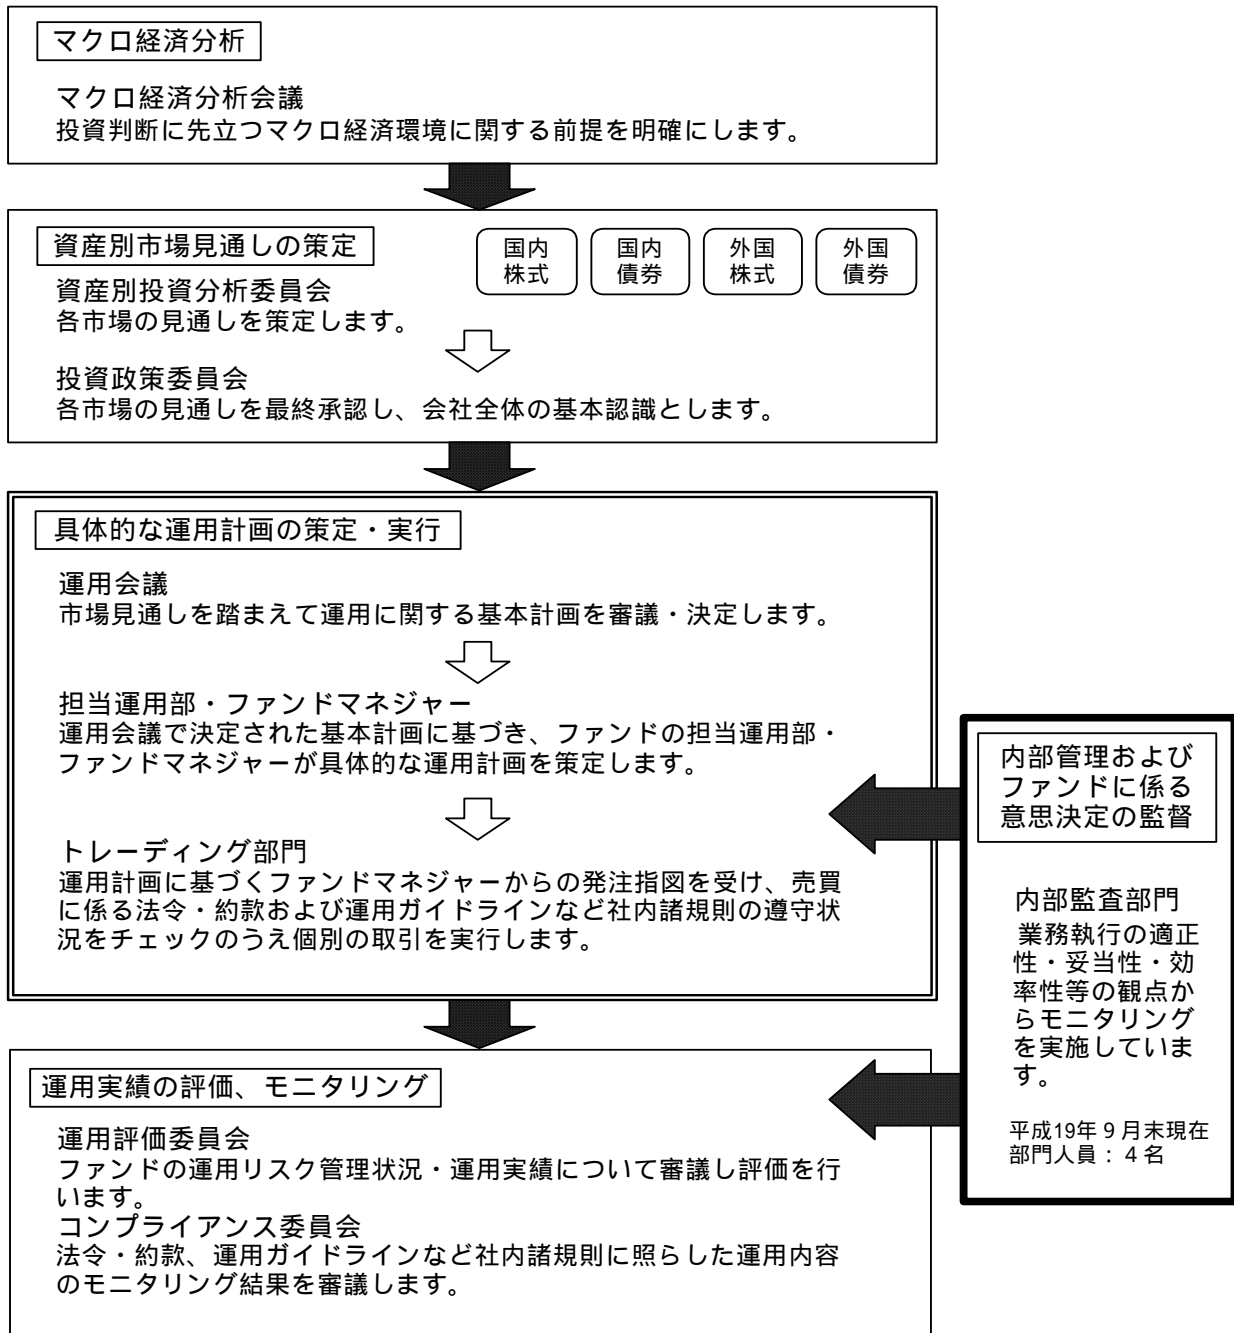 マクロ経済分析
マクロ経済分析会議
投資判断に先立つマクロ経済環境に関する前提を明確にします。
資産別市場見通しの策定
国内
株式
国内
債券
外国
株式
外国
債券
資産別投資分析委員会
各市場の見通しを策定します。
投資政策委員会
各市場の見通しを最終承認し、会社全体の基本認識とします。
具体的な運用計画の策定・実行
運用会議
市場見通しを踏まえて運用に関する基本計画を審議・決定します。
担当運用部・ファンドマネジャー
運用会議で決定された基本計画に基づき、ファンドの担当運用部・
ファンドマネジャーが具体的な運用計画を策定します。
トレーディング部門
運用計画に基づくファンドマネジャーからの発注指図を受け、売買
に係る法令・約款および運用ガイドラインなど社内諸規則の遵守状
況をチェックのうえ個別の取引を実行します。
内部管理および
ファンドに係る
意思決定の監督
内部監査部門
業務執行の適正
性・妥当性・効
率性等の観点か
らモニタリング
を実施していま
す。
平成19年９月末現在
部門人員：４名
運用実績の評価、モニタリング
運用評価委員会
ファンドの運用リスク管理状況・運用実績について審議し評価を行
います。
コンプライアンス委員会
法令・約款、運用ガイドラインなど社内諸規則に照らした運用内容
のモニタリング結果を審議します。